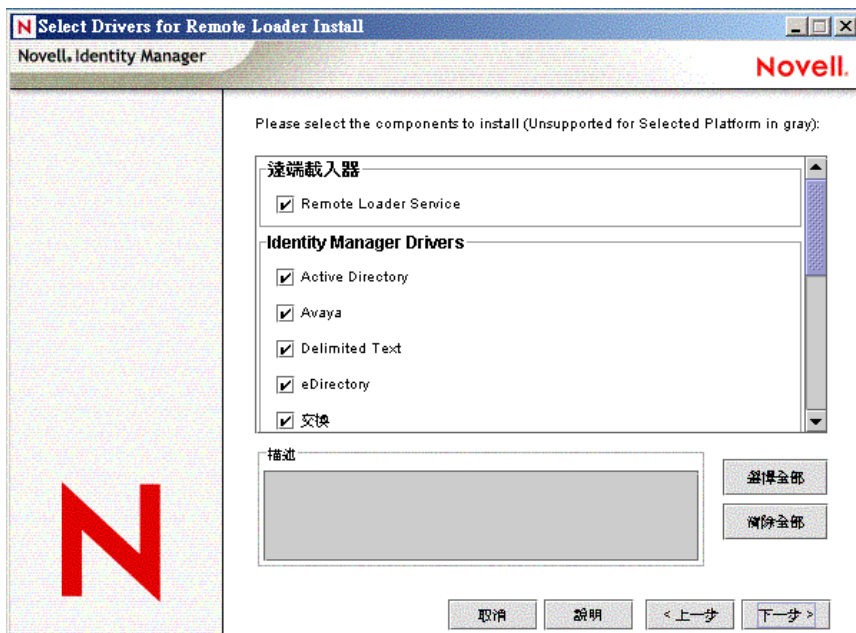 Select Drivers for Remote Loader Install
Novell. Identity Manager
Novell.
Please select the components to install (Unsupported for Selected Platform in gray):
遠端載入器
Remote Loader Service
Identity Manager Drivers
Active Directory
Avaya
Delimited Text
eDirectory
交換
描述
選擇全部
清除全部
取消
說明
< 上一步
下一步 >